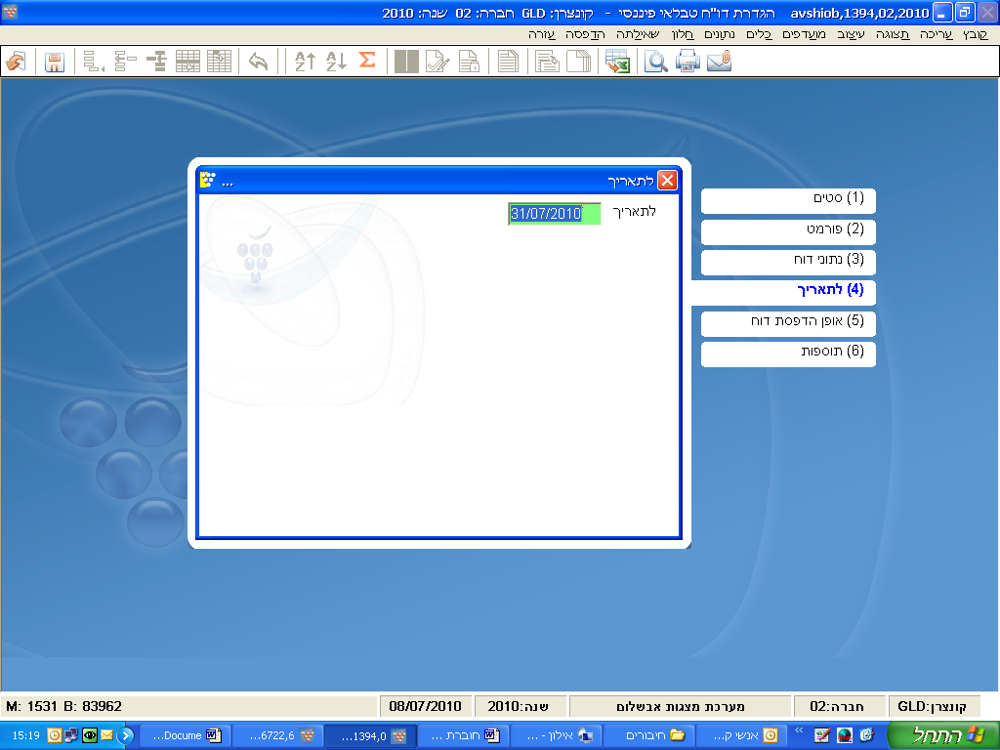 הגדרת דו"ח טבלאי פיננסי - קונצרן: GLD חברה: 02 שנה: 2010 avshiob,1394,02,2010
קובץ עריכה תצוגה עיצוב מועדפים כלים נתונים חלון שאילתה הדפסה עזרה
לתאריך ...
לתאריך 31/07/2010
(1) סטים
(2) פורמט
(3) נתוני דוח
(4) לתאריך
(5) אופן הדפסת דוח
(6) תוספות
קונצרן:GLD חברה:02 מערכת מצגות אבשלום שנה:2010 08/07/2010 M: 1531 B: 83962
התחל אנשי ק... חיבורים אילון - ... חוברת ... 1394,0... 6722,6... Docume... 15:19